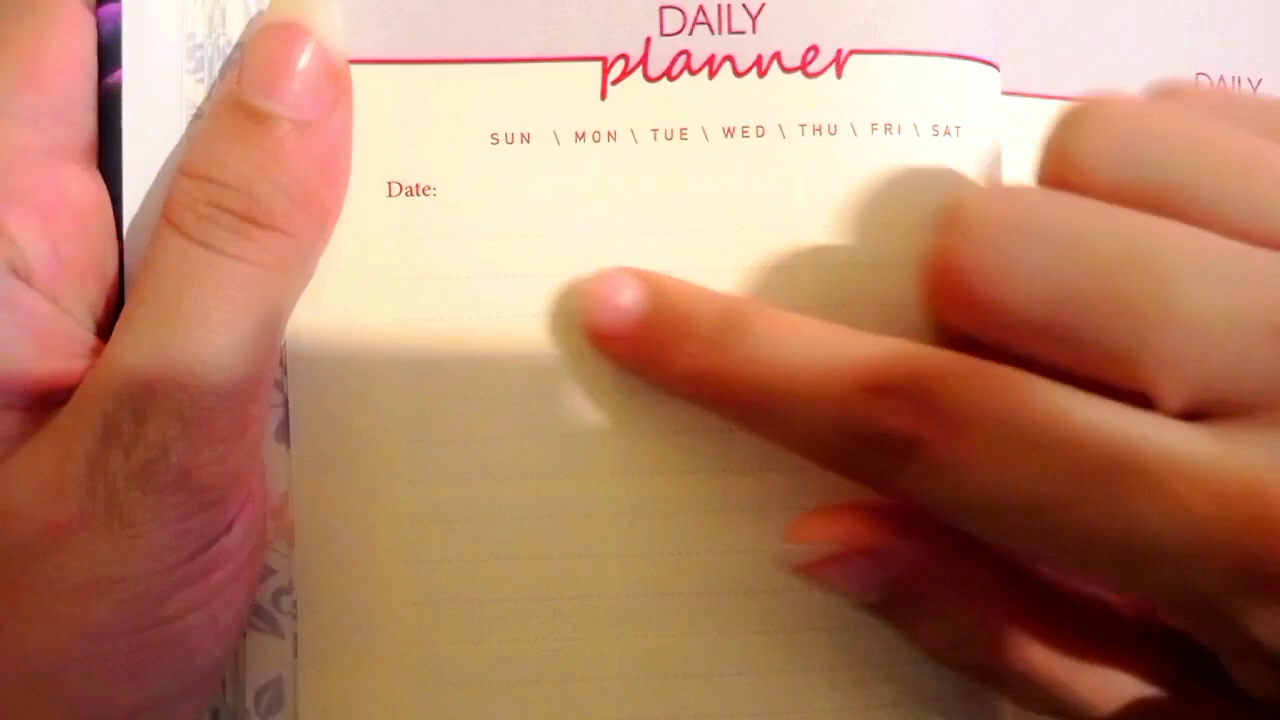 DAILY
planner
SUN \ MON \ TUE \ WED \ THU \ FRI \ SAT
Date:
DAILY